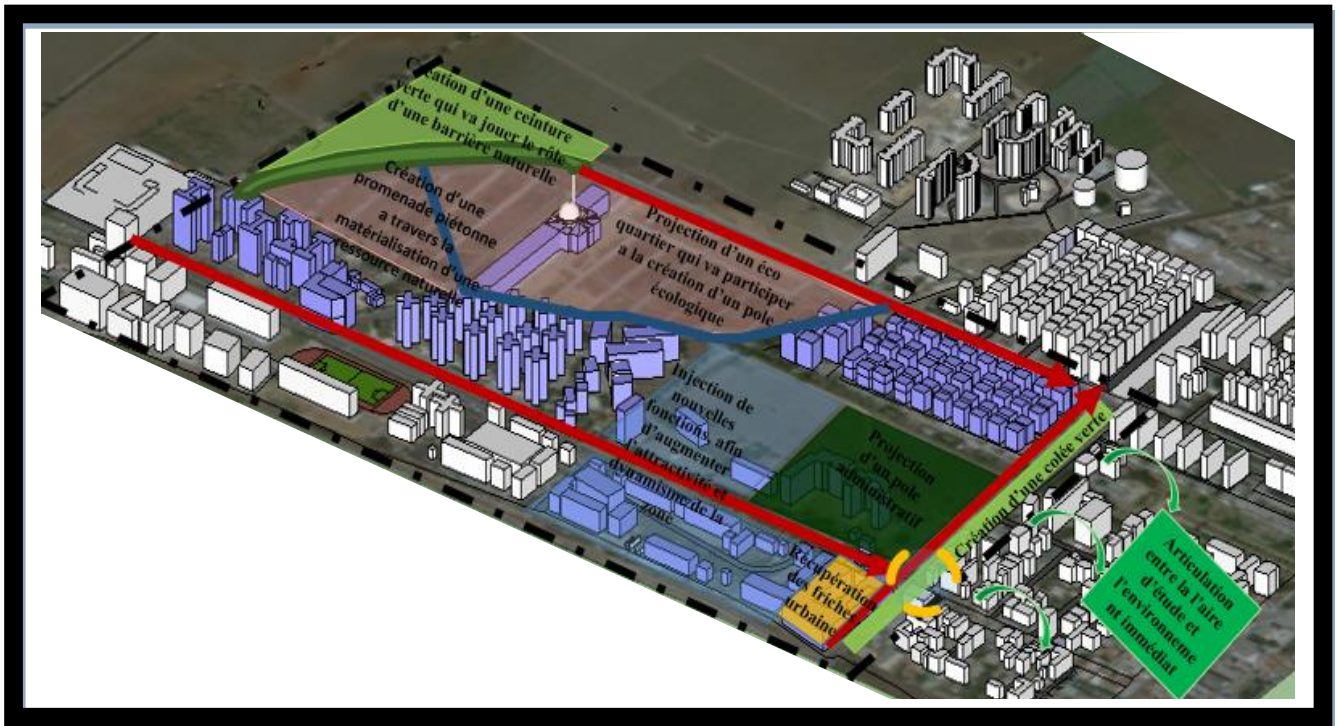 Création d'une ceinture
verte qui va jouer le rôle
d'une barrière naturelle
Création d'une
promenade piétonne
a travers la
matérialisation d'une
ressource naturelle
Projection d'un éco
quartier qui va participer
a la création d'un pole
écologique
Injection de
nouvelles
fonctions, afin
d'augmenter
l'attractivité et
dynamisme de la
zone
Projection
d'un pole
administratif
Récupération
des friches
urbaine
Création d'une colée verte
Articulation
entre la l'aire
d'étude et
l'environneme
nt immédiat